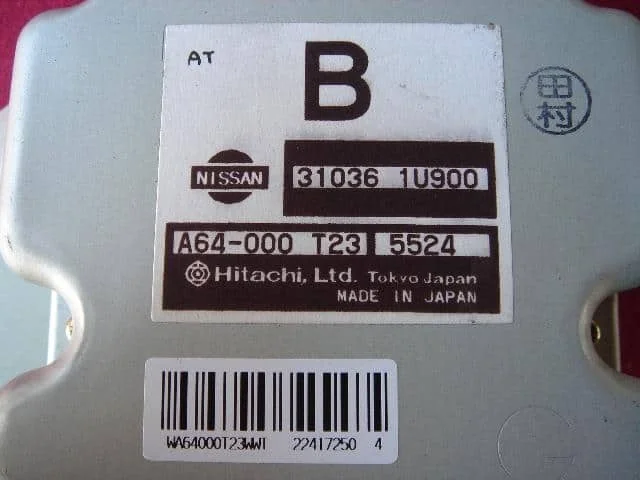 AT
B
田村
NISSAN
31036 1U900
A64-000 T23 5524
Hitachi, Ltd. Tokyo Japan
MADE IN JAPAN
WA64000T23WWT 22417250 4